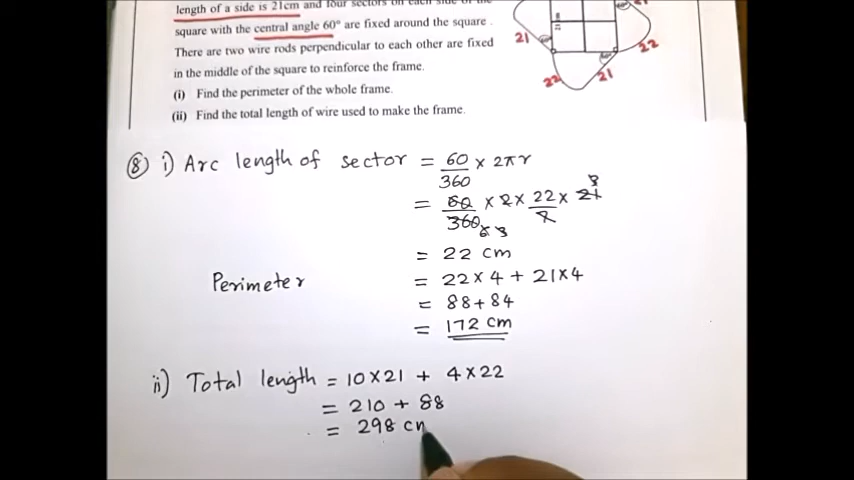 length of a side is 21cm and four sectors on each side of
square with the central angle 60° are fixed around the square .
There are two wire rods perpendicular to each other are fixed
in the middle of the square to reinforce the frame.
(i) Find the perimeter of the whole frame.
(ii) Find the total length of wire used to make the frame.
21
22
22
21
⑧ i) Arc length of sector = 60/360 × 2πr
= 60/360 × 2 × 22/7 × 21
= 22 cm
Perimeter = 22×4 + 21×4
= 88+84
= 172 cm
ii) Total length = 10×21 + 4×22
= 210 + 88
= 298 cm